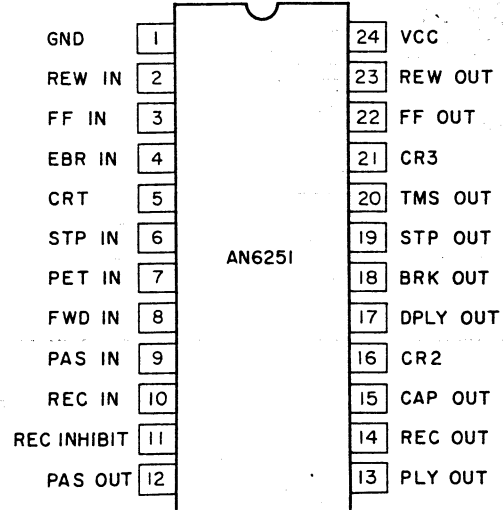 GND 1 24 VCC
REW IN 2 23 REW OUT
FF IN 3 22 FF OUT
EBR IN 4 21 CR3
CRT 5 20 TMS OUT
STP IN 6 19 STP OUT
AN6251
PET IN 7 18 BRK OUT
FWD IN 8 17 DPLY OUT
PAS IN 9 16 CR2
REC IN 10 15 CAP OUT
REC INHIBIT 11 14 REC OUT
PAS OUT 12 13 PLY OUT